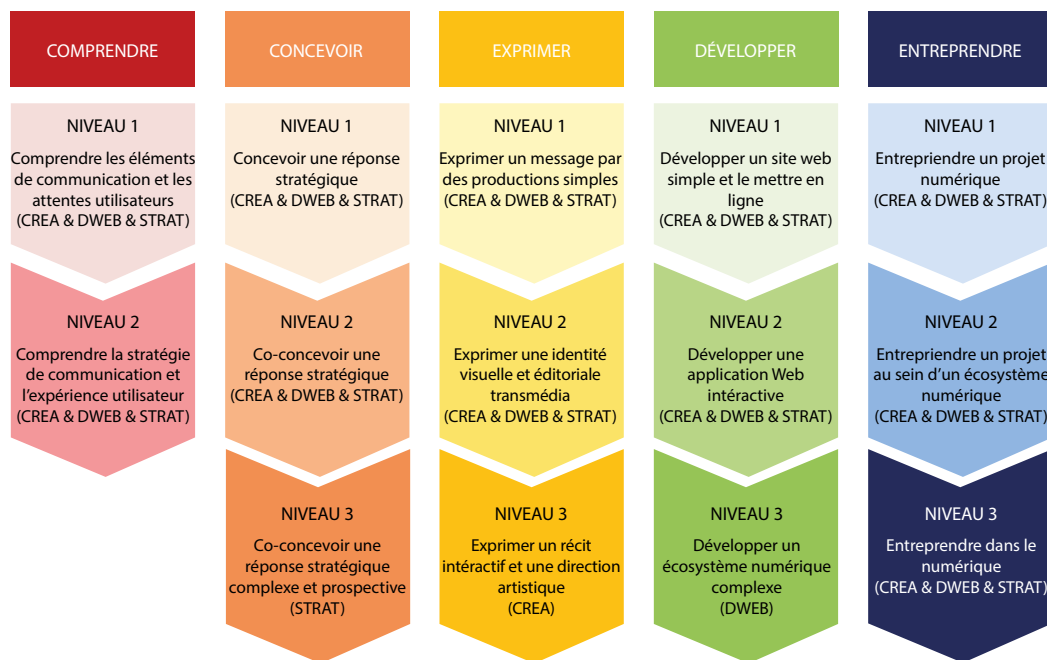 COMPRENDRE
CONCEVOIR
EXPRIMER
DÉVELOPPER
ENTREPRENDRE
NIVEAU 1
Comprendre les éléments
de communication et les
attentes utilisateurs
(CREA & DWEB & STRAT)
NIVEAU 1
Concevoir une réponse
stratégique
(CREA & DWEB & STRAT)
NIVEAU 1
Exprimer un message par
des productions simples
(CREA & DWEB & STRAT)
NIVEAU 1
Développer un site web
simple et le mettre en
ligne
(CREA & DWEB & STRAT)
NIVEAU 1
Entrepriendre un projet
numérique
(CREA & DWEB & STRAT)
NIVEAU 2
Comprendre la stratégie
de communication et
l'expérience utilisateur
(CREA & DWEB & STRAT)
NIVEAU 2
Co-concevoir une
réponse stratégique
(CREA & DWEB & STRAT)
NIVEAU 2
Exprimer une identité
visuelle et éditoriale
transmédia
(CREA & DWEB & STRAT)
NIVEAU 2
Développer une
application Web
intéractive
(CREA & DWEB & STRAT)
NIVEAU 2
Entrepriendre un projet
au sein d'un écosystème
numérique
(CREA & DWEB & STRAT)
NIVEAU 3
Co-concevoir une
réponse stratégique
complexe et prospective
(STRAT)
NIVEAU 3
Exprimer un récit
intéractif et une direction
artistique
(CREA)
NIVEAU 3
Développer un
écosystème numérique
complexe
(DWEB)
NIVEAU 3
Entreprendre dans le
numérique
(CREA & DWEB & STRAT)